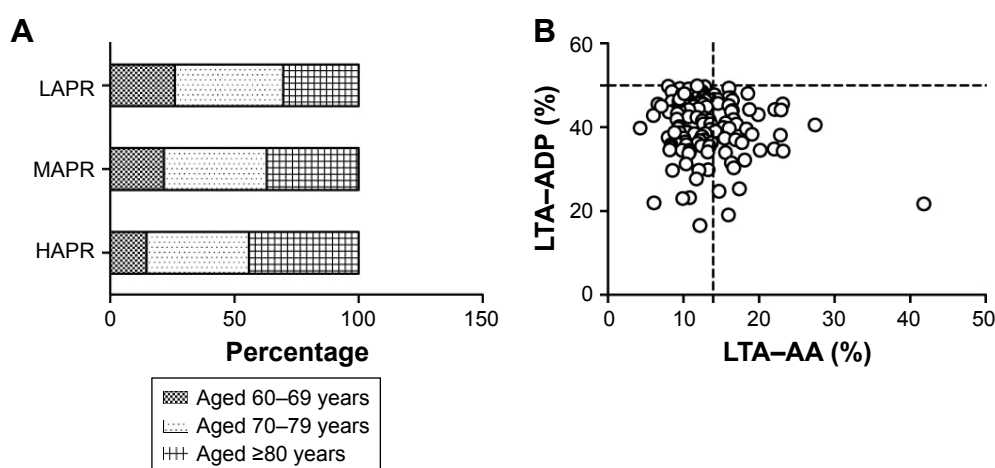 A
LAPR
MAPR
HAPR
0 50 100 150
Percentage
Aged 60–69 years
Aged 70–79 years
Aged ≥80 years
B
LTA–ADP (%)
60
40
20
0
0 10 20 30 40 50
LTA–AA (%)